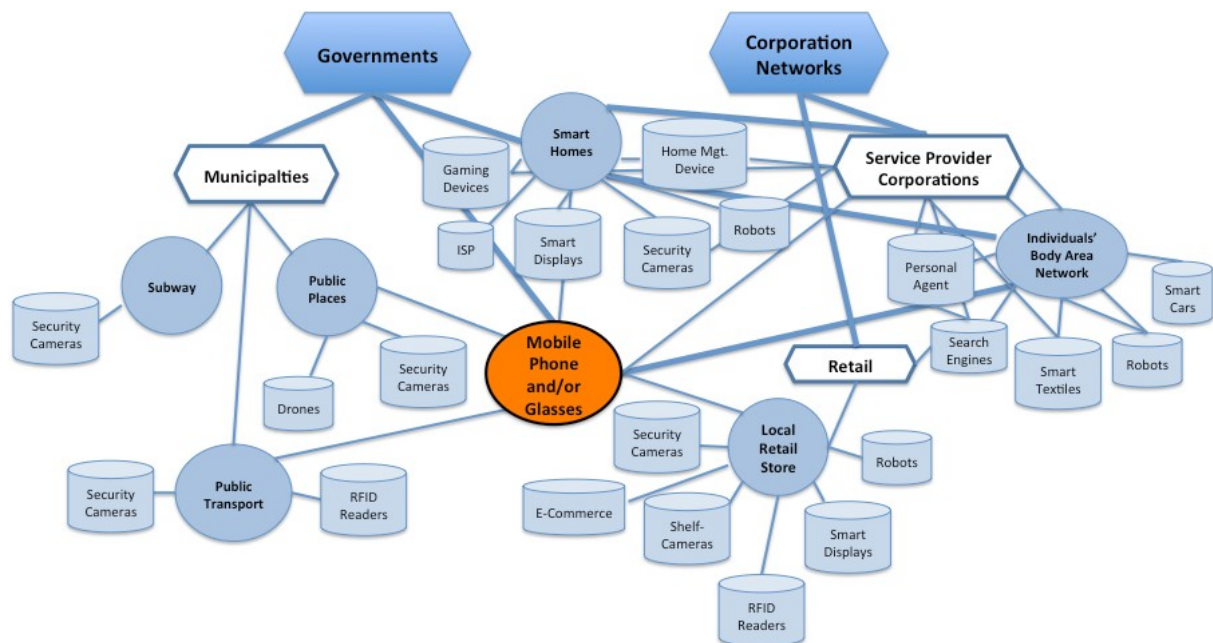 Governments
Corporation
Networks
Smart
Homes
Municipalties
Gaming
Devices
Home Mgt.
Device
Service Provider
Corporations
ISP
Smart
Displays
Security
Cameras
Robots
Individuals’
Body Area
Network
Personal
Agent
Smart
Cars
Subway
Public
Places
Security
Cameras
Mobile
Phone
and/or
Glasses
Security
Cameras
Drones
Retail
Search
Engines
Smart
Textiles
Robots
Local
Retail
Store
Security
Cameras
Robots
Security
Cameras
Public
Transport
RFID
Readers
E-Commerce
Shelf-
Cameras
Smart
Displays
RFID
Readers